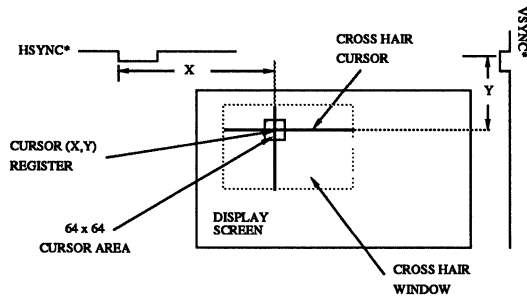 HSYNC*
X
CROSS HAIR
CURSOR
VSYNC*
Y
CURSOR (X,Y)
REGISTER
64 x 64
CURSOR AREA
DISPLAY
SCREEN
CROSS HAIR
WINDOW